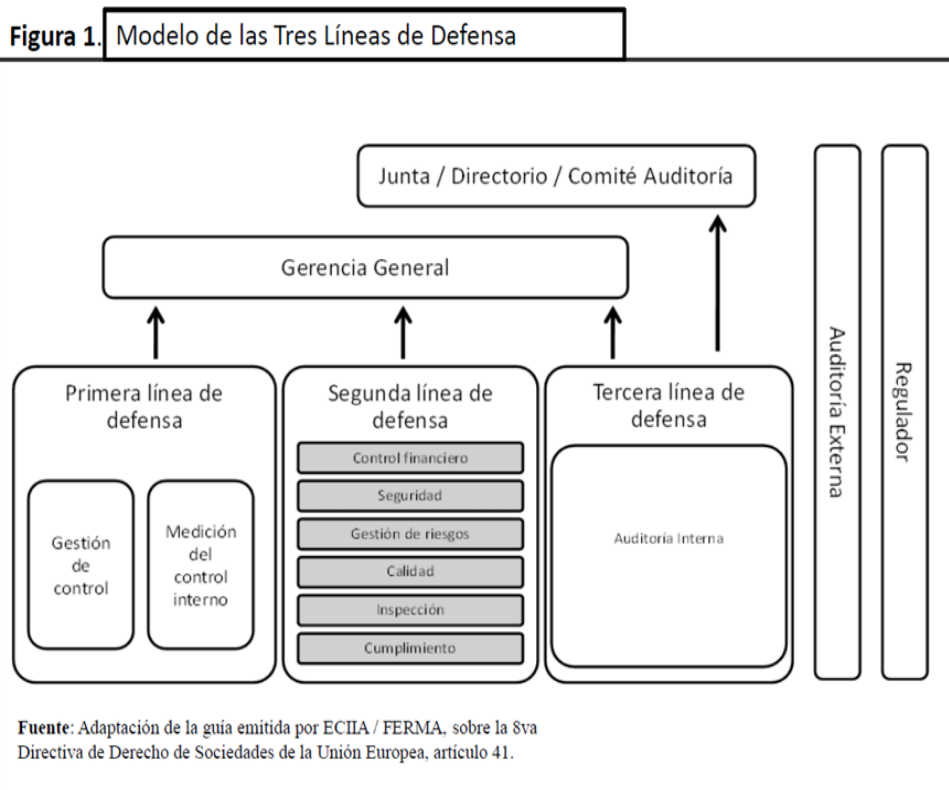 Figura 1. Modelo de las Tres Líneas de Defensa
Junta / Directorio / Comité Auditoría
Gerencia General
Primera línea de
defensa
Gestión
de
control
Medición
del
control
interno
Segunda línea de
defensa
Control financiero
Seguridad
Gestión de riesgos
Calidad
Inspección
Cumplimiento
Tercera línea de
defensa
Auditoría Interna
Auditoría Externa
Regulador
Fuente: Adaptación de la guía emitida por ECIIA / FERMA, sobre la 8va
Directiva de Derecho de Sociedades de la Unión Europea, artículo 41.